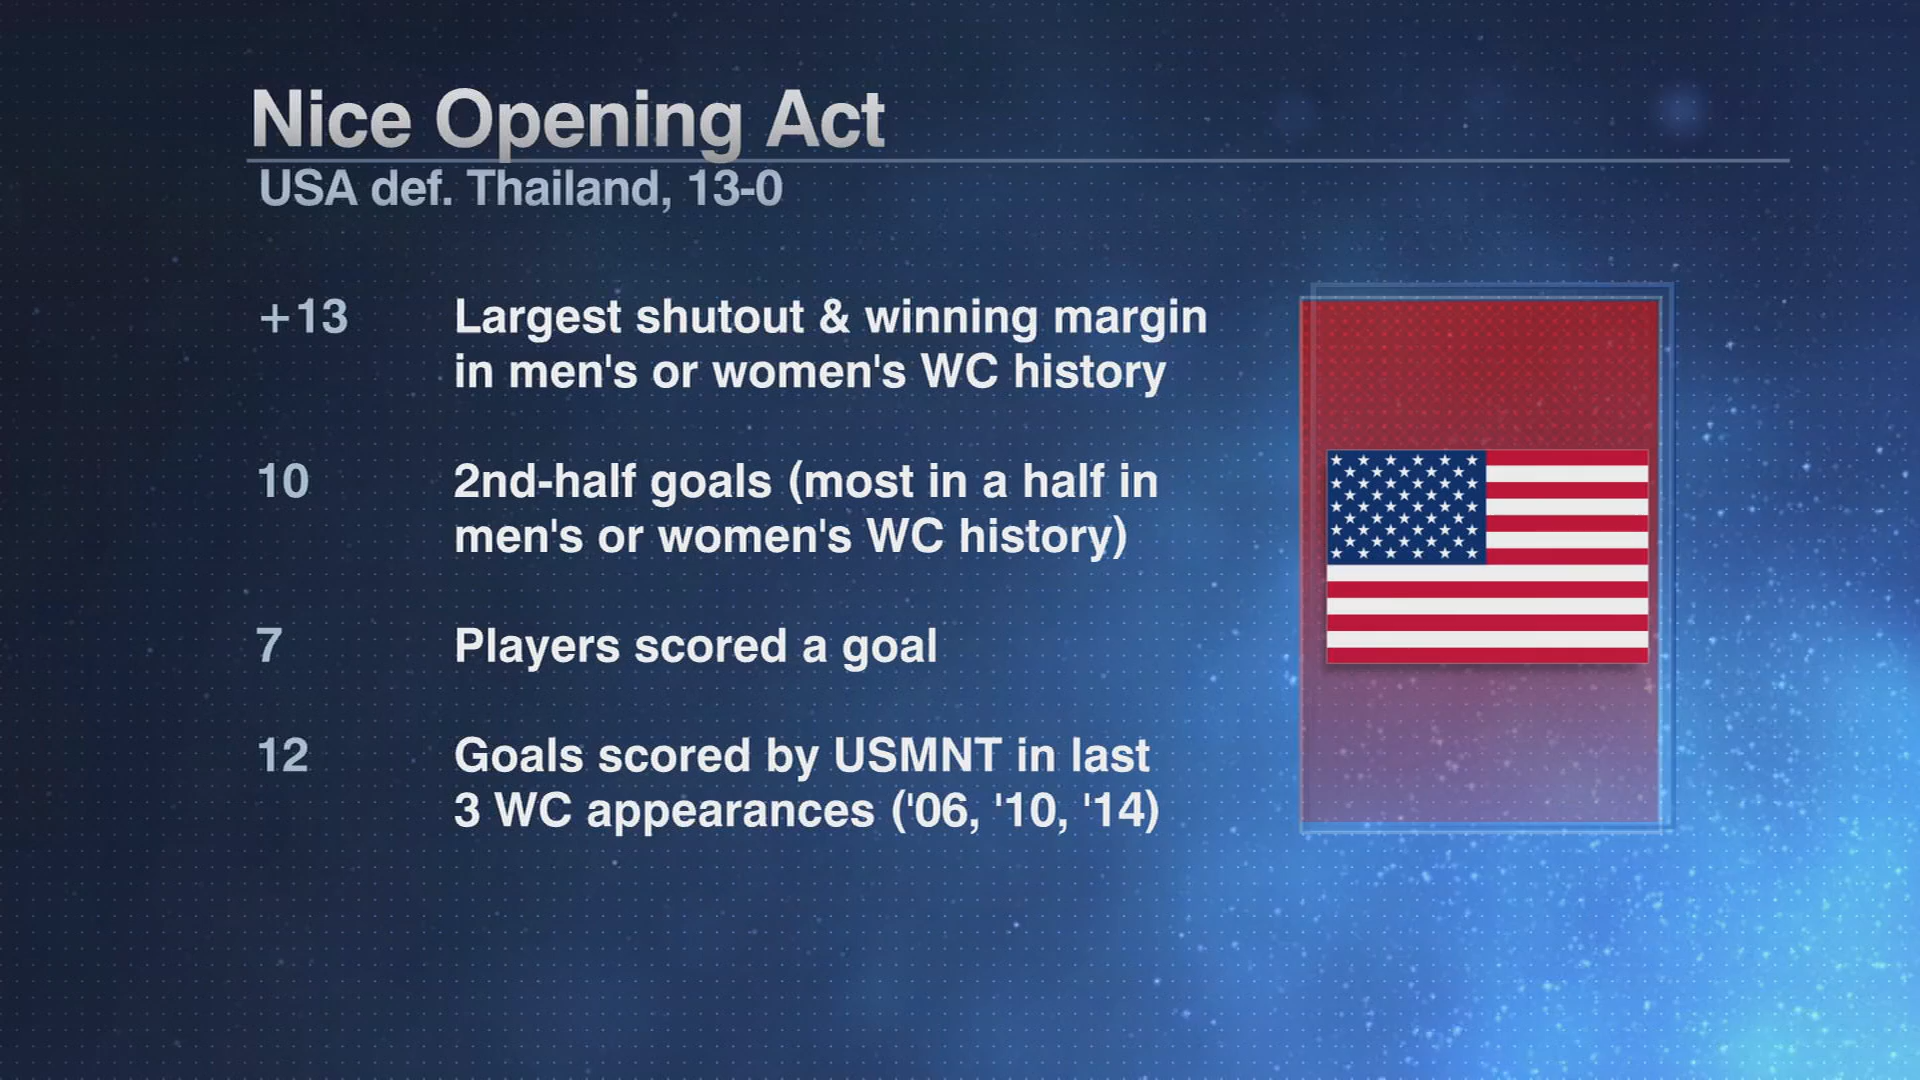 Nice Opening Act
USA def. Thailand, 13-0
+13 Largest shutout & winning margin
in men's or women's WC history
10 2nd-half goals (most in a half in
men's or women's WC history)
7 Players scored a goal
12 Goals scored by USMNT in last
3 WC appearances ('06, '10, '14)